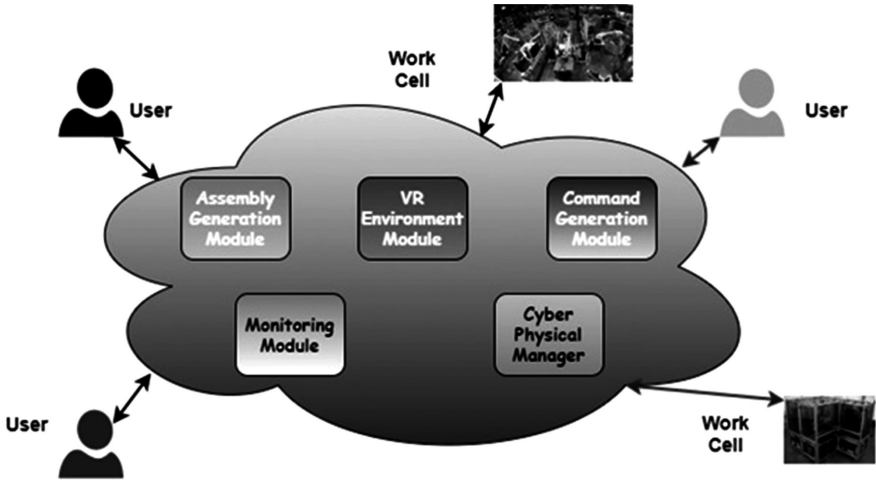 Work
Cell
User
User
Assembly
Generation
Module
VR
Environment
Module
Command
Generation
Module
Monitoring
Module
Cyber
Physical
Manager
User
Work
Cell